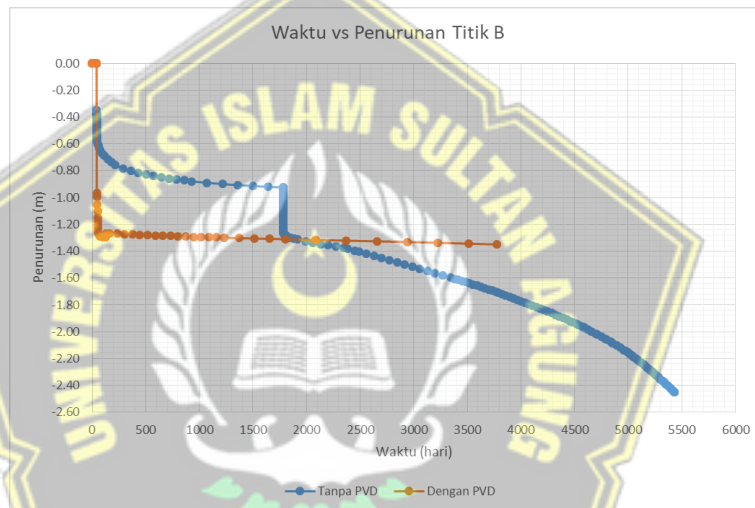 Waktu vs Penurunan Titik B
0.00
-0.20
-0.40
-0.60
-0.80
-1.00
-1.20
-1.40
-1.60
-1.80
-2.00
-2.20
-2.40
-2.60
Penurunan (m)
0 500 1000 1500 2000 2500 3000 3500 4000 4500 5000 5500 6000
Waktu (hari)
Tanpa PVD Dengan PVD
UNIVERSITAS ISLAM SULTAN AGUNG